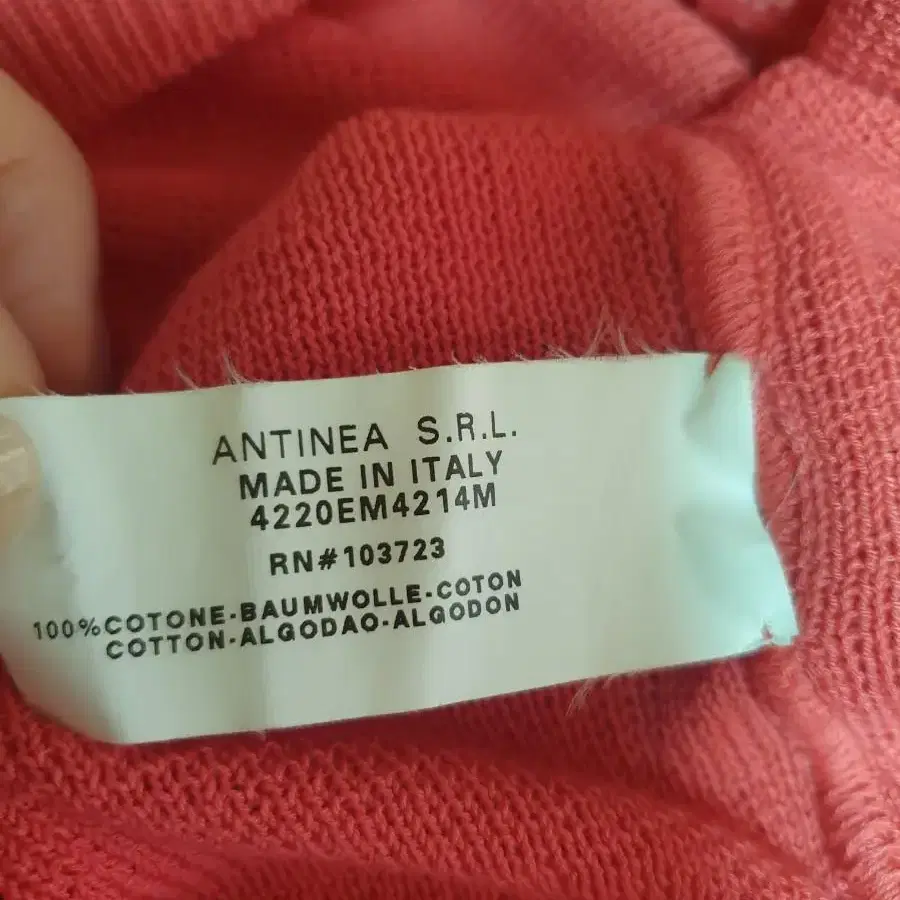 ANTINEA S.R.L.
MADE IN ITALY
4220EM4214M
RN#103723
100%COTONE-BAUMWOLLE-COTON
COTTON-ALGODAO-ALGODON